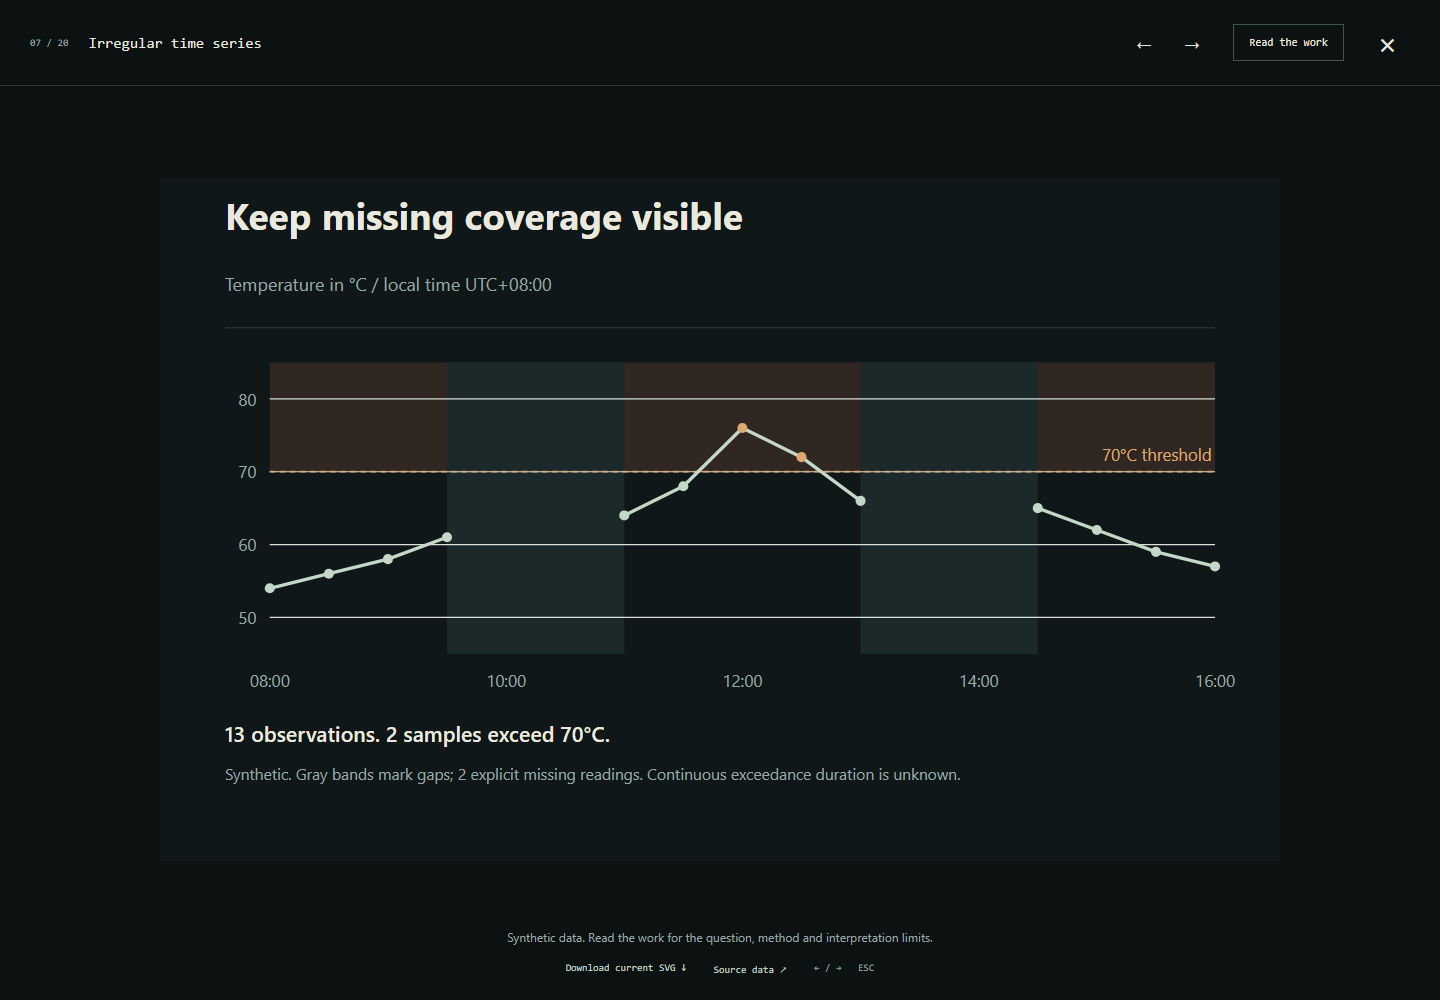 07 / 20 Irregular time series ← → Read the work ✕
Keep missing coverage visible
Temperature in °C / local time UTC+08:00
80
70°C threshold
70
60
50
08:00 10:00 12:00 14:00 16:00
13 observations. 2 samples exceed 70°C.
Synthetic. Gray bands mark gaps; 2 explicit missing readings. Continuous exceedance duration is unknown.
Synthetic data. Read the work for the question, method and interpretation limits.
Download current SVG ↓ Source data ↗ ← / → ESC